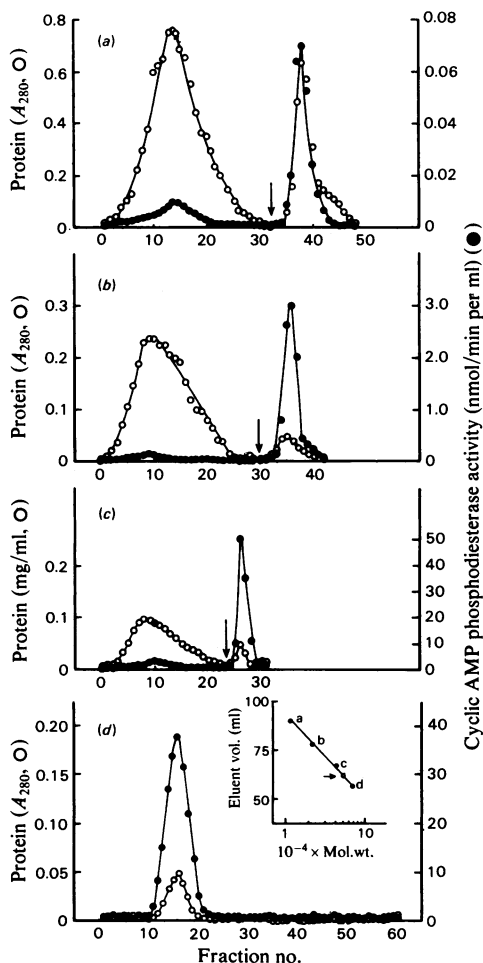 (a)
Protein (A280, O)
0.8
0.6
0.4
0.2
0
0.08
0.06
0.04
0.02
0
0 10 20 30 40 50
(b)
Protein (A280, O)
0.3
0.2
0.1
0
3.0
2.0
1.0
0
0 10 20 30 40
(c)
Protein (mg/ml, O)
0.2
0.1
0
50
40
30
20
10
0
0 10 20 30
(d)
Protein (A280, O)
0.20
0.15
0.10
0.05
0
40
30
20
10
0
0 10 20 30 40 50 60
Fraction no.
Eluent vol. (ml)
100
75
50
a
b
c
d
1 10
10⁻⁴ × Mol.wt.
Cyclic AMP phosphodiesterase activity (nmol/min per ml) (●)